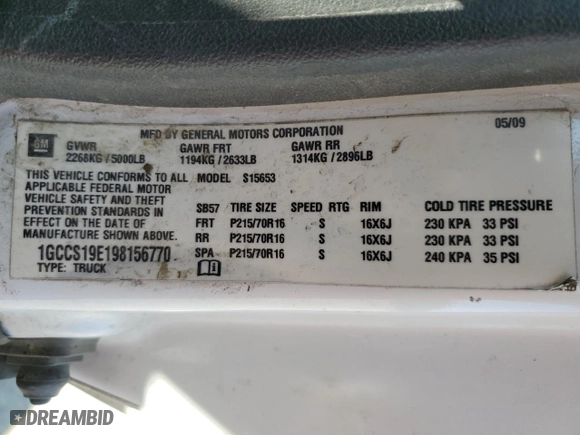 MFD BY GENERAL MOTORS CORPORATION 05/09
GM GVWR GAWR FRT GAWR RR
2268KG / 5000LB 1194KG / 2633LB 1314KG / 2896LB
THIS VEHICLE CONFORMS TO ALL MODEL S15653
APPLICABLE FEDERAL MOTOR
VEHICLE SAFETY AND THEFT
PREVENTION STANDARDS IN
EFFECT ON THE DATE OF
MANUFACTURE SHOWN ABOVE.
1GCCS19E198156770
TYPE: TRUCK
SB57 TIRE SIZE SPEED RTG RIM COLD TIRE PRESSURE
FRT P215/70R16 S 16X6J 230 KPA 33 PSI
RR P215/70R16 S 16X6J 230 KPA 33 PSI
SPA P215/70R16 S 16X6J 240 KPA 35 PSI
DREAMBID